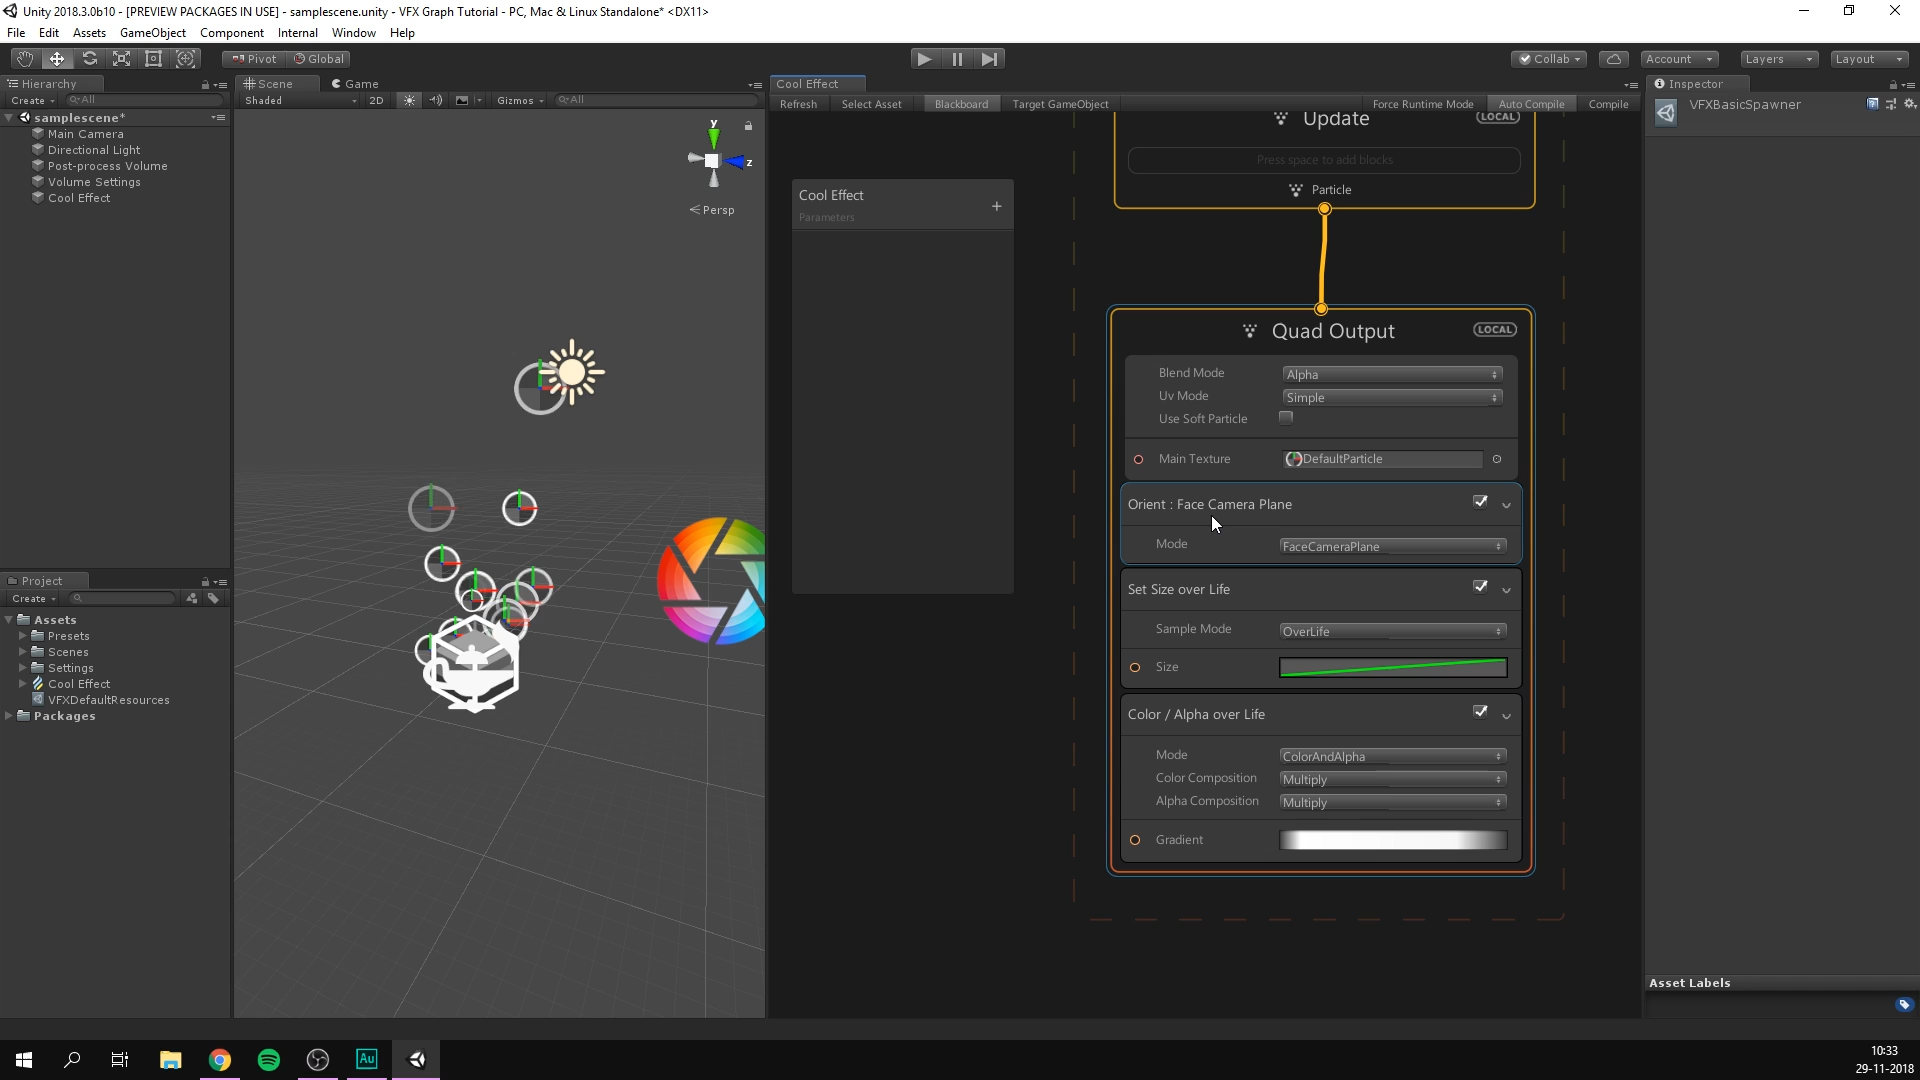 Unity 2018.3.0b10 - [PREVIEW PACKAGES IN USE] - samplescene.unity - VFX Graph Tutorial - PC, Mac & Linux Standalone* <DX11>
File Edit Assets GameObject Component Internal Window Help
Pivot Global Collab Account Layers Layout
Hierarchy
Create All
samplescene*
Main Camera
Directional Light
Post-process Volume
Volume Settings
Cool Effect
Project
Create
Assets
Presets
Scenes
Settings
Cool Effect
VFXDefaultResources
Packages
Scene Game
Shaded 2D Gizmos All
y
z
Persp
Cool Effect
Refresh Select Asset Blackboard Target GameObject Force Runtime Mode Auto Compile Compile
Cool Effect
Parameters
Update LOCAL
Press space to add blocks
Particle
Quad Output LOCAL
Blend Mode Alpha
Uv Mode Simple
Use Soft Particle
Main Texture DefaultParticle
Orient : Face Camera Plane
Mode FaceCameraPlane
Set Size over Life
Sample Mode OverLife
Size
Color / Alpha over Life
Mode ColorAndAlpha
Color Composition Multiply
Alpha Composition Multiply
Gradient
Inspector
VFXBasicSpawner
Asset Labels
Au
10:33
29-11-2018